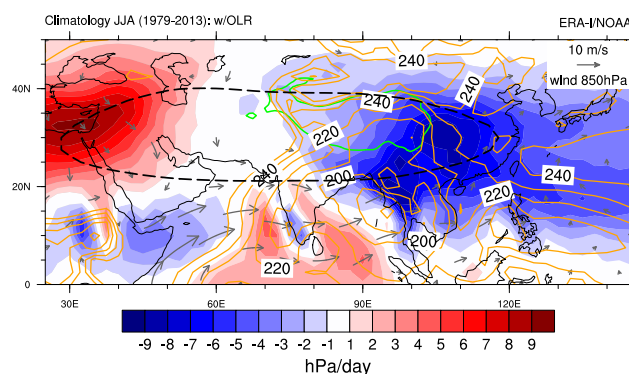 Climatology JJA (1979-2013): w/OLR ERA-I/NOAA
10 m/s
wind 850hPa
240
240
40N
240
240
220
240
200
240
20N
220
200
220
0
30E 60E 90E 120E
-9 -8 -7 -6 -5 -4 -3 -2 -1 1 2 3 4 5 6 7 8 9
hPa/day